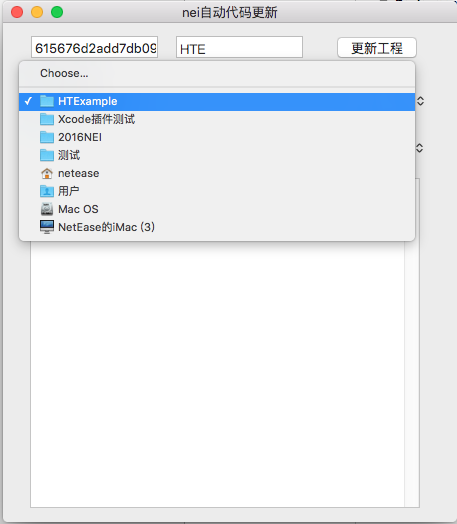 nei自动代码更新
615676d2add7db09 HTE 更新工程
Choose...
✓ HTExample
Xcode插件测试
2016NEI
测试
netease
用户
Mac OS
NetEase的iMac (3)